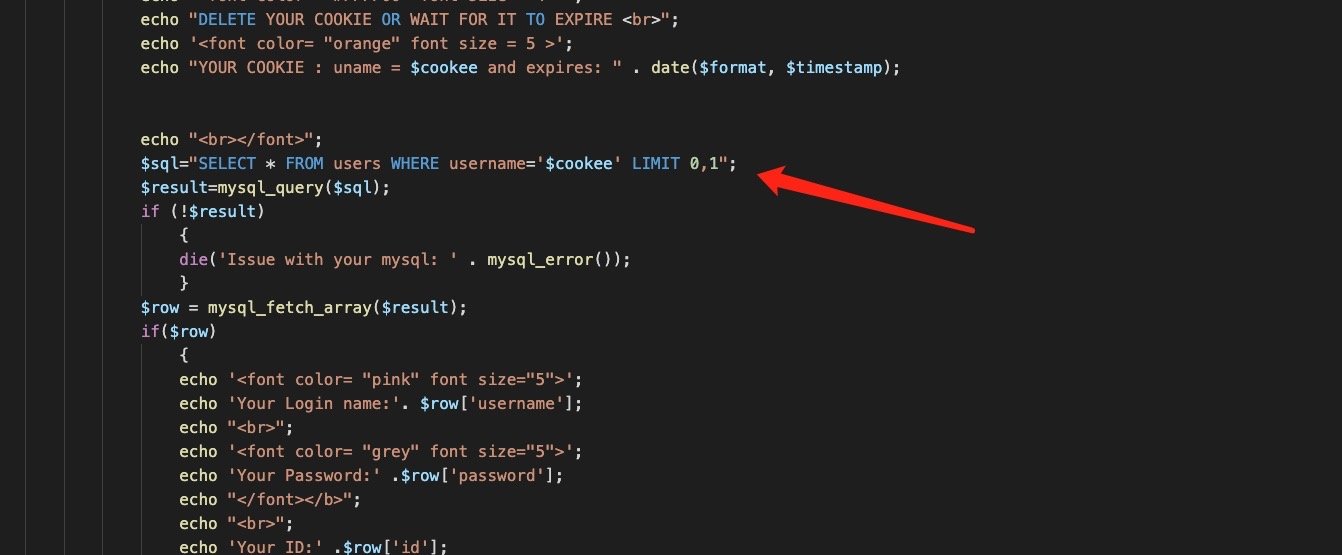 echo "DELETE YOUR COOKIE OR WAIT FOR IT TO EXPIRE <br>";
echo '<font color= "orange" font size = 5 >';
echo "YOUR COOKIE : uname = $cookee and expires: " . date($format, $timestamp);
echo "<br></font>";
$sql="SELECT * FROM users WHERE username='$cookee' LIMIT 0,1";
$result=mysql_query($sql);
if (!$result)
{
die('Issue with your mysql: ' . mysql_error());
}
$row = mysql_fetch_array($result);
if($row)
{
echo '<font color= "pink" font size="5">';
echo 'Your Login name:'. $row['username'];
echo "<br>";
echo '<font color= "grey" font size="5">';
echo 'Your Password:' .$row['password'];
echo "</font></b>";
echo "<br>";
echo 'Your ID:' .$row['id'];